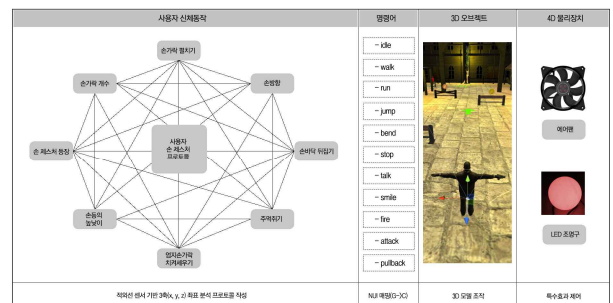 사용자 신체동작
명령어
3D 오브젝트
4D 물리장치
손가락 펼치기
손가락 개수
손방향
손 제스처 동장
사용자
손 제스처
프로토콜
손바닥 뒤집기
손등의
높낮이
주먹쥐기
엄지손가락
치켜세우기
- idle
- walk
- run
- jump
- bend
- stop
- talk
- smile
- fire
- attack
- pullback
에어팬
LED 조명구
적외선 센서 기반 3축(x, y, z) 좌표 분석 프로토콜 작성
NUI 매핑(G-)C)
3D 모델 조작
특수효과 제어